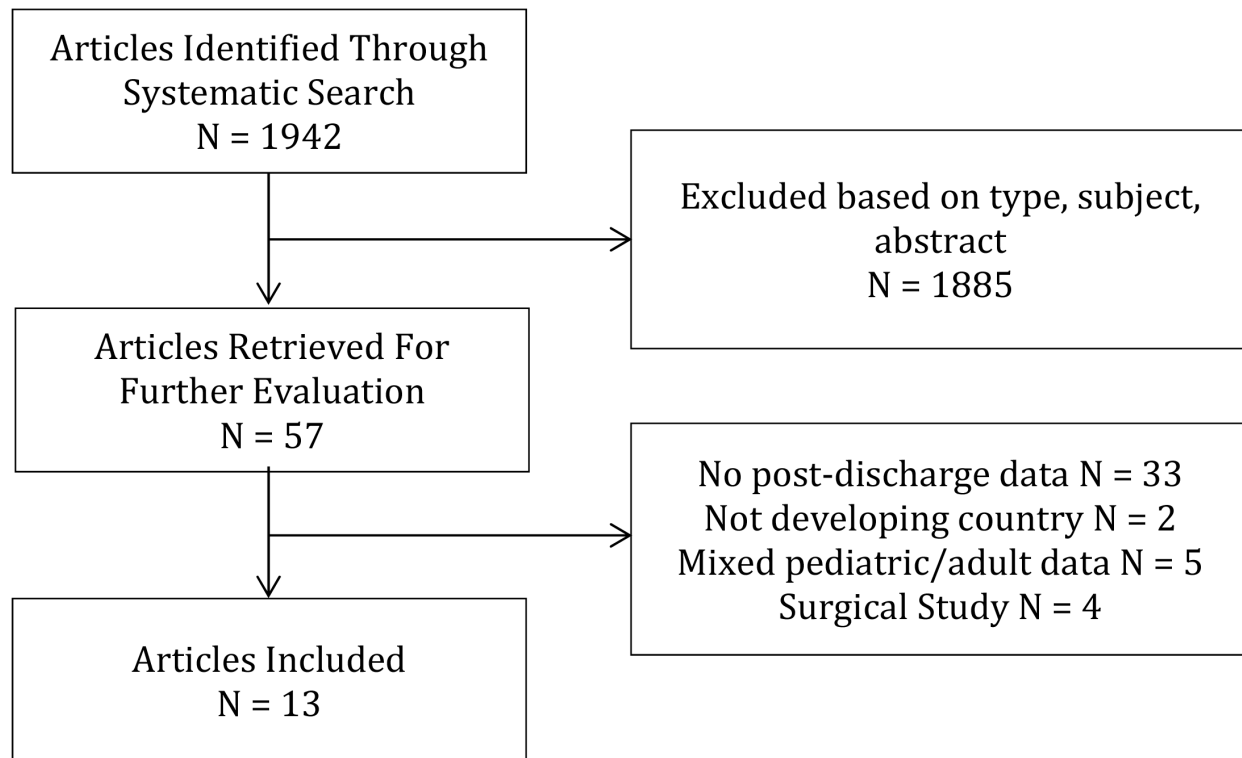 Articles Identified Through
Systematic Search
N = 1942
Excluded based on type, subject,
abstract
N = 1885
Articles Retrieved For
Further Evaluation
N = 57
No post-discharge data N = 33
Not developing country N = 2
Mixed pediatric/adult data N = 5
Surgical Study N = 4
Articles Included
N = 13